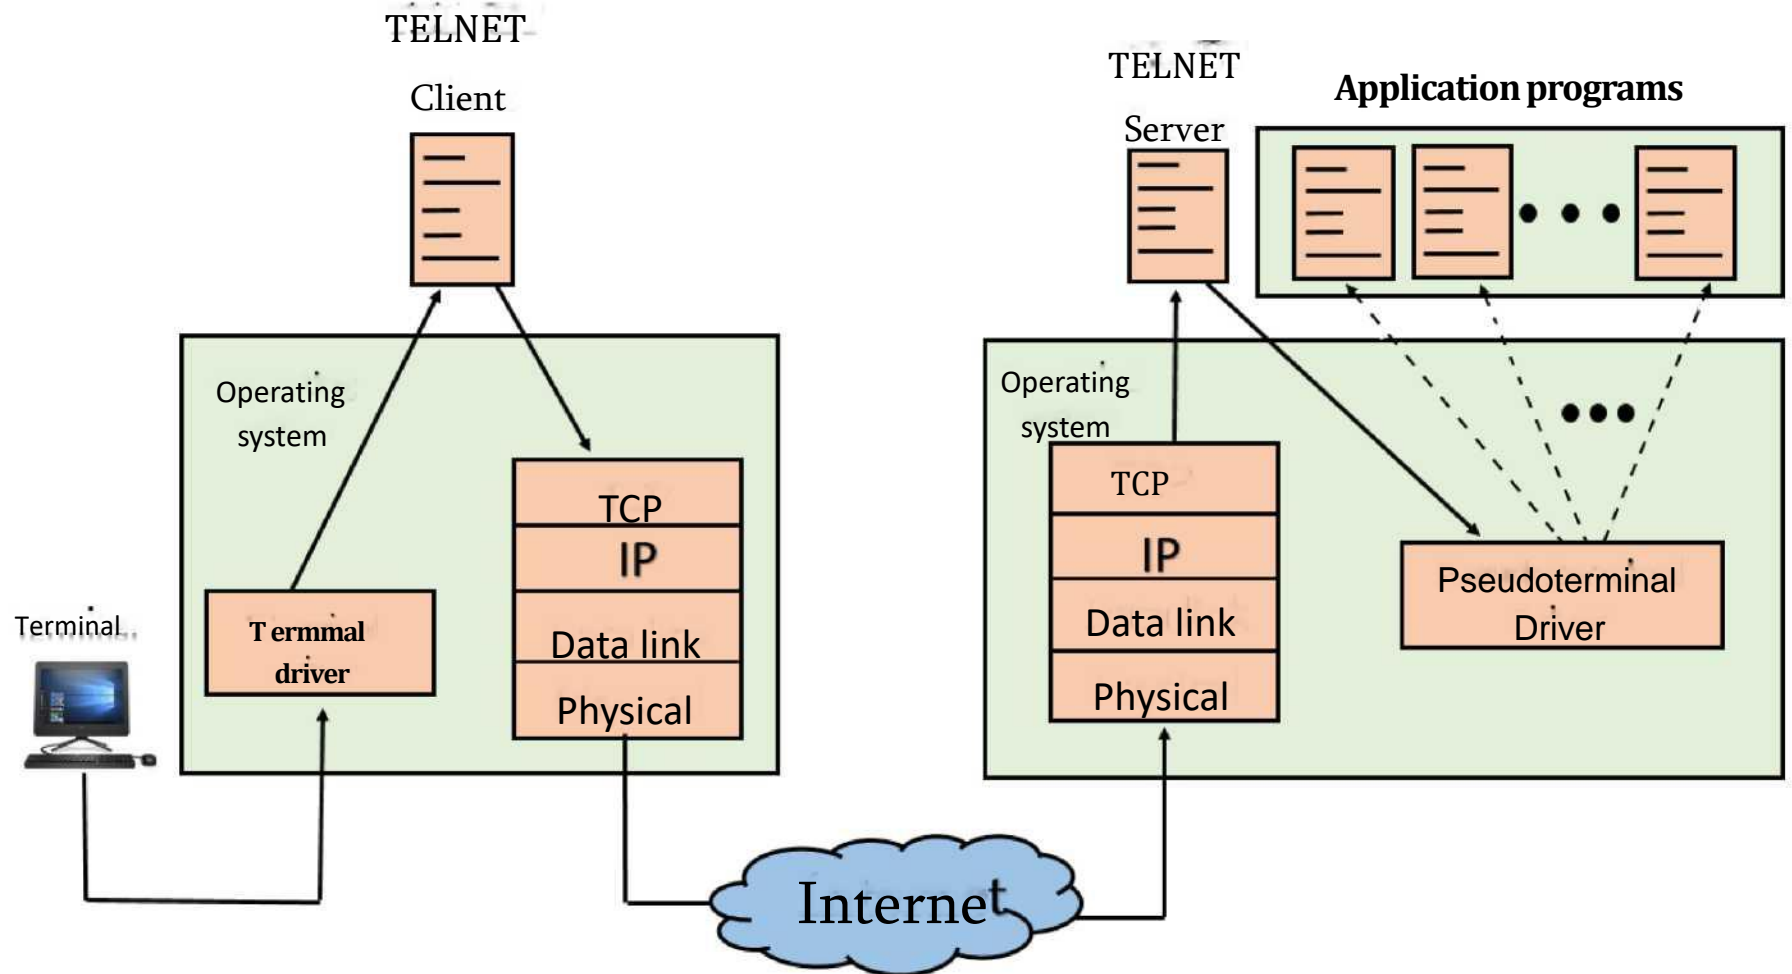 TELNET
Client
TELNET
Server
Application programs
Operating
system
Operating
system
TCP
IP
Data link
Physical
TCP
IP
Data link
Physical
Terminal
Termmal
driver
Pseudoterminal
Driver
Internet